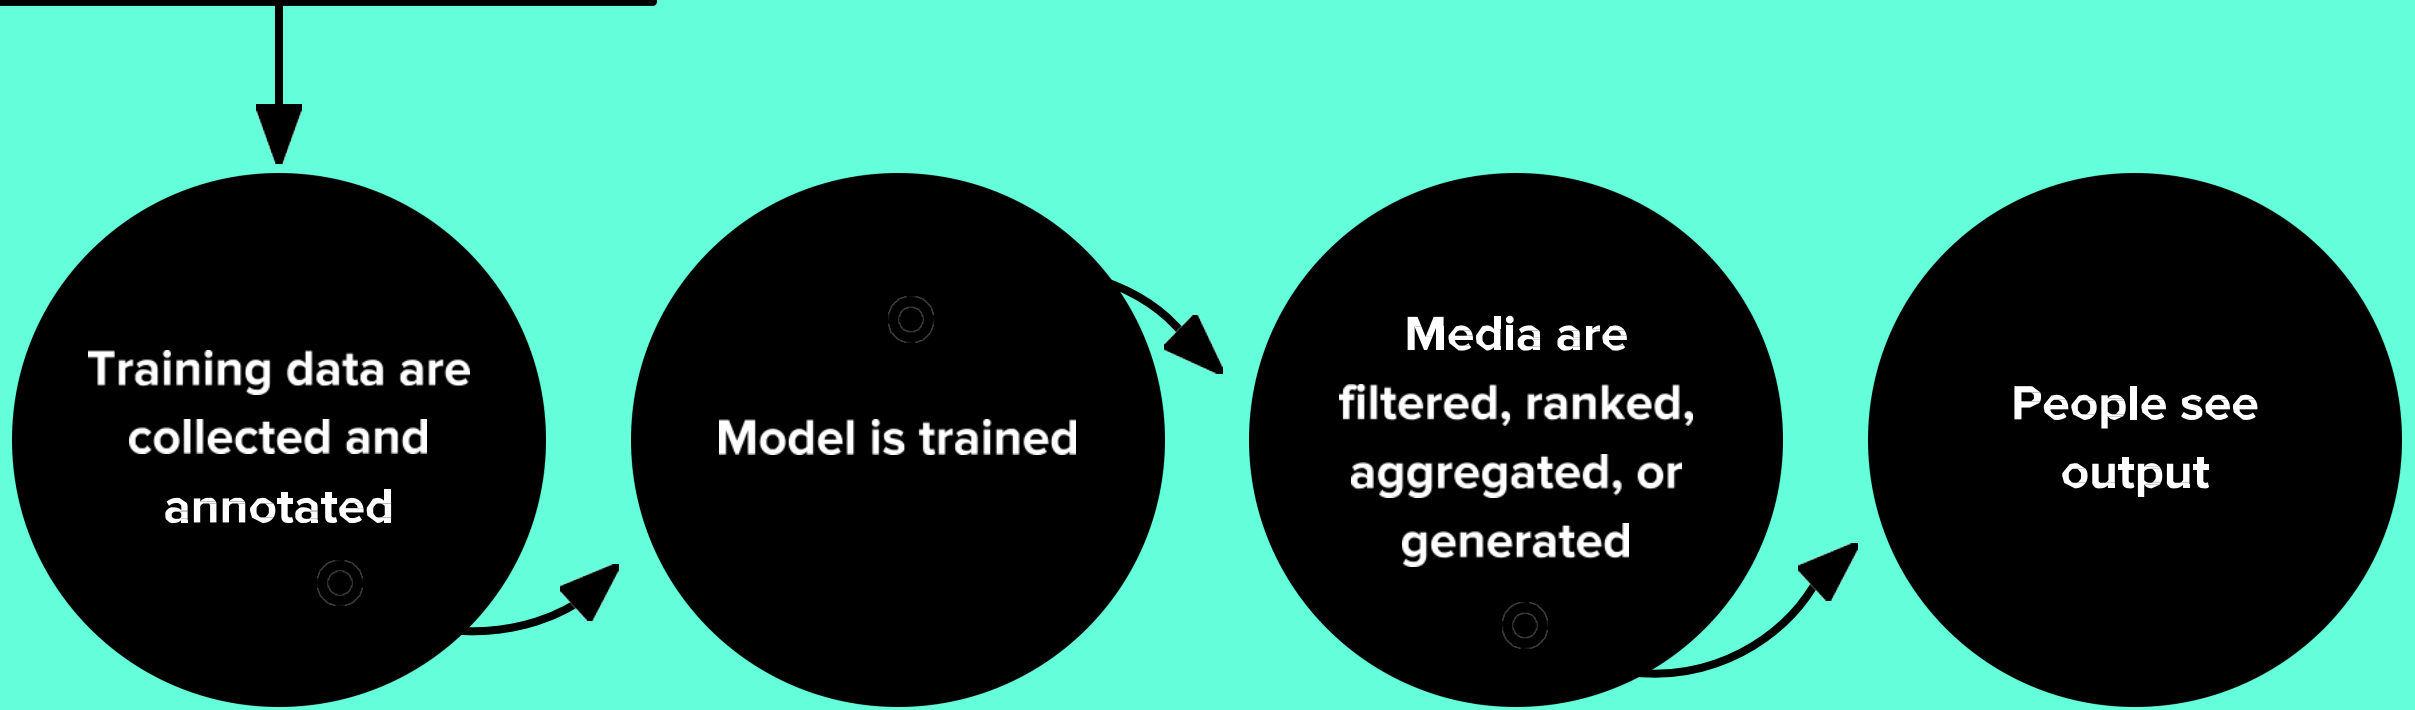 Training data are
collected and
annotated
Model is trained
Media are
filtered, ranked,
aggregated, or
generated
People see
output